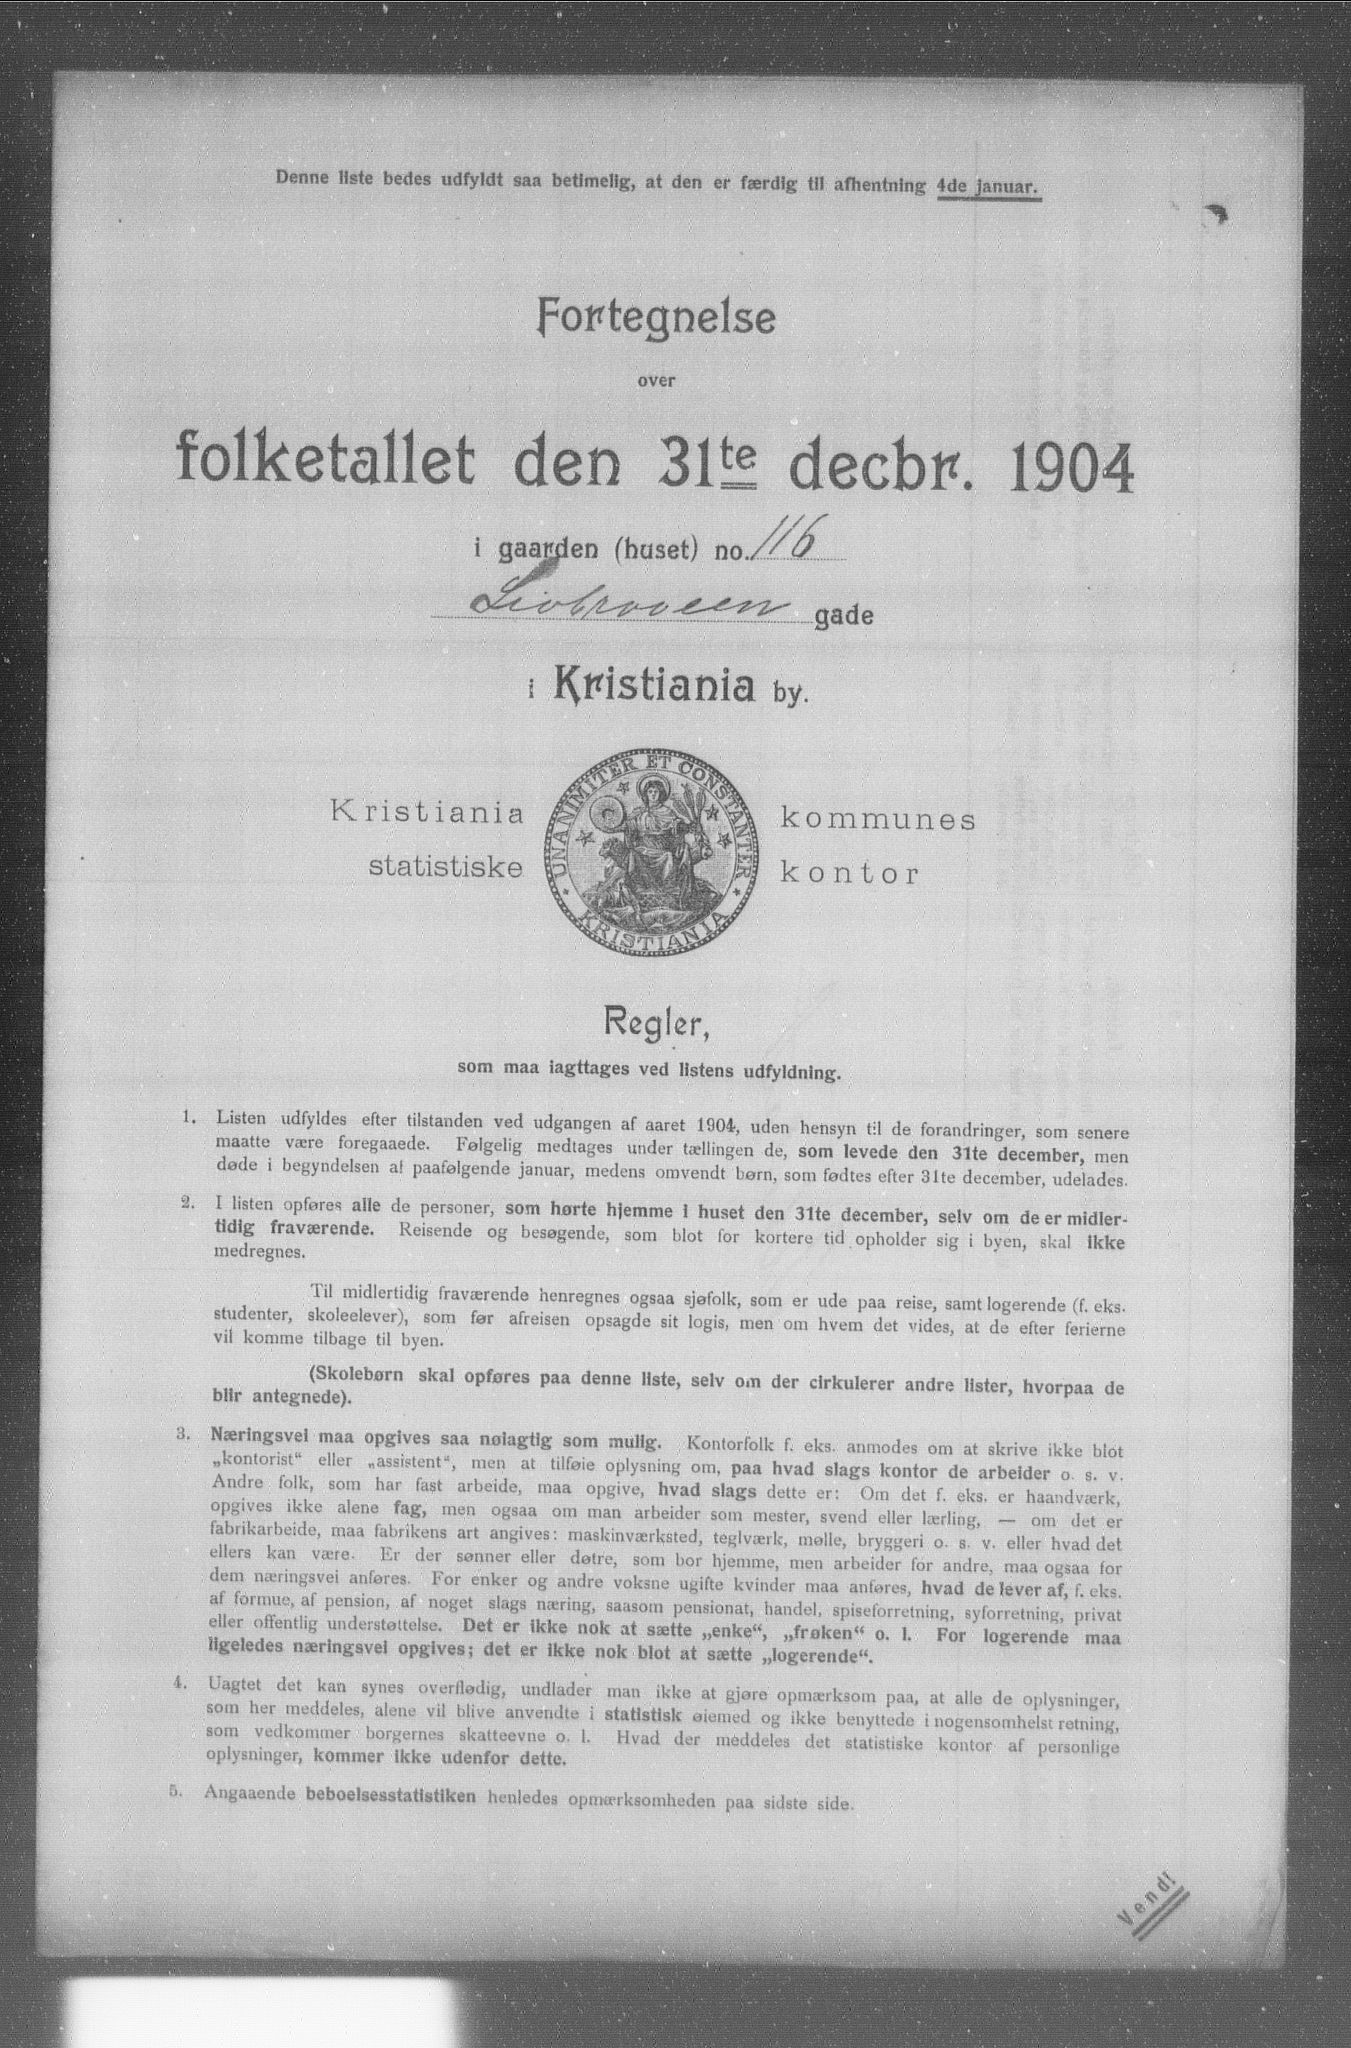 Denne liste bedes udfyldt saa betimelig, at den er færdig til afhentning 4de januar.
Fortegnelse
over
folketallet den 31te decbr. 1904
i gaarden (huset) no. 116
gade
i Kristiania by.
Kristiania kommunes
statistiske kontor
UNANIMITER ET CONSTANTER
KRISTIANIA
Regler,
som maa iagttages ved listens udfyldning.
1. Listen udfyldes efter tilstanden ved udgangen af aaret 1904, uden hensyn til de forandringer, som senere
maatte være foregaaede. Følgelig medtages under tællingen de, som levede den 31te december, men
døde i begyndelsen af paafølgende januar, medens omvendt børn, som fødtes efter 31te december, udelades.
2. I listen opføres alle de personer, som hørte hjemme i huset den 31te december, selv om de er midler-
tidig fraværende. Reisende og besøgende, som blot for kortere tid opholder sig i byen, skal ikke
medregnes.
Til midlertidig fraværende henregnes ogsaa sjøfolk, som er ude paa reise, samt logerende (f. eks.
studenter, skoleelever), som før afreisen opsagde sit logis, men om hvem det vides, at de efter ferierne
vil komme tilbage til byen.
(Skolebørn skal opføres paa denne liste, selv om der cirkulerer andre lister, hvorpaa de
blir antegnede).
3. Næringsvei maa opgives saa nøiagtig som mulig. Kontorfolk f. eks. anmodes om at skrive ikke blot
„kontorist“ eller „assistent“, men at tilføie oplysning om, paa hvad slags kontor de arbeider o. s. v.
Andre folk, som har fast arbeide, maa opgive, hvad slags dette er: Om det f. eks. er haandværk,
opgives ikke alene fag, men ogsaa om man arbeider som mester, svend eller lærling, — om det er
fabrikarbeide, maa fabrikens art angives: maskinværksted, teglværk, mølle, bryggeri o. s. v. eller hvad det
ellers kan være. Er der sønner eller døtre, som bor hjemme, men arbeider for andre, maa ogsaa for
dem næringsvei anføres. For enker og andre voksne ugifte kvinder maa anføres, hvad de lever af, f. eks.
af formue, af pension, af noget slags næring, saasom pensionat, handel, spiseforretning, syforretning, privat
eller offentlig understøttelse. Det er ikke nok at sætte „enke“, „frøken“ o. l. For logerende maa
ligeledes næringsvei opgives; det er ikke nok blot at sætte „logerende“.
4. Uagtet det kan synes overflødig, undlader man ikke at gjøre opmærksom paa, at alle de oplysninger,
som her meddeles, alene vil blive anvendte i statistisk øiemed og ikke benyttede i nogensomhelst retning,
som vedkommer borgernes skatteevne o. l. Hvad der meddeles det statistiske kontor af personlige
oplysninger, kommer ikke udenfor dette.
5. Angaaende beboelsesstatistiken henledes opmærksomheden paa sidste side.
Vend!